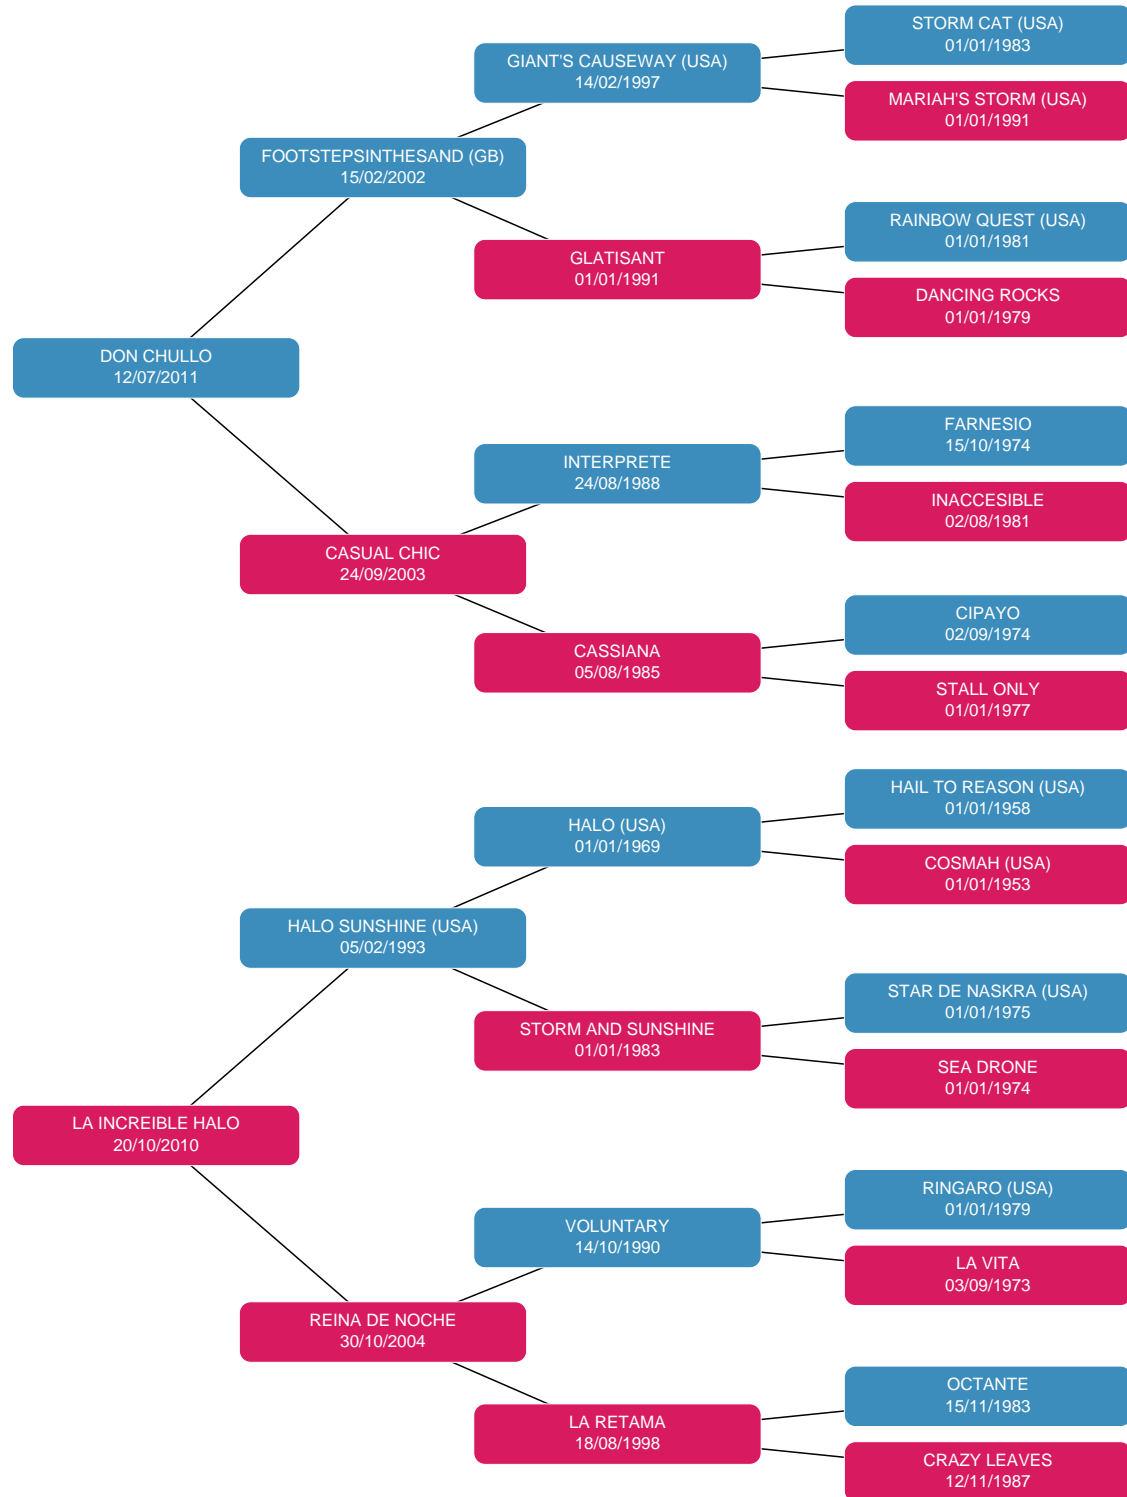 STORM CAT (USA)
01/01/1983
GIANT'S CAUSEWAY (USA)
14/02/1997
MARIAH'S STORM (USA)
01/01/1991
FOOTSTEPSINTHESAND (GB)
15/02/2002
RAINBOW QUEST (USA)
01/01/1981
GLATISANT
01/01/1991
DANCING ROCKS
01/01/1979
DON CHULLO
12/07/2011
FARNESIO
15/10/1974
INTERPRETE
24/08/1988
INACCESIBLE
02/08/1981
CASUAL CHIC
24/09/2003
CIPAYO
02/09/1974
CASSIANA
05/08/1985
STALL ONLY
01/01/1977
HAIL TO REASON (USA)
01/01/1958
HALO (USA)
01/01/1969
COSMAH (USA)
01/01/1953
HALO SUNSHINE (USA)
05/02/1993
STAR DE NASKRA (USA)
01/01/1975
STORM AND SUNSHINE
01/01/1983
SEA DRONE
01/01/1974
LA INCREIBLE HALO
20/10/2010
RINGARO (USA)
01/01/1979
VOLUNTARY
14/10/1990
LA VITA
03/09/1973
REINA DE NOCHE
30/10/2004
OCTANTE
15/11/1983
LA RETAMA
18/08/1998
CRAZY LEAVES
12/11/1987